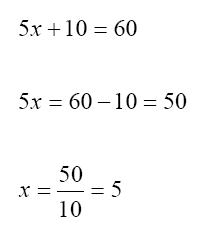 5x + 10 = 60
5x = 60 − 10 = 50
x = 50/10 = 5